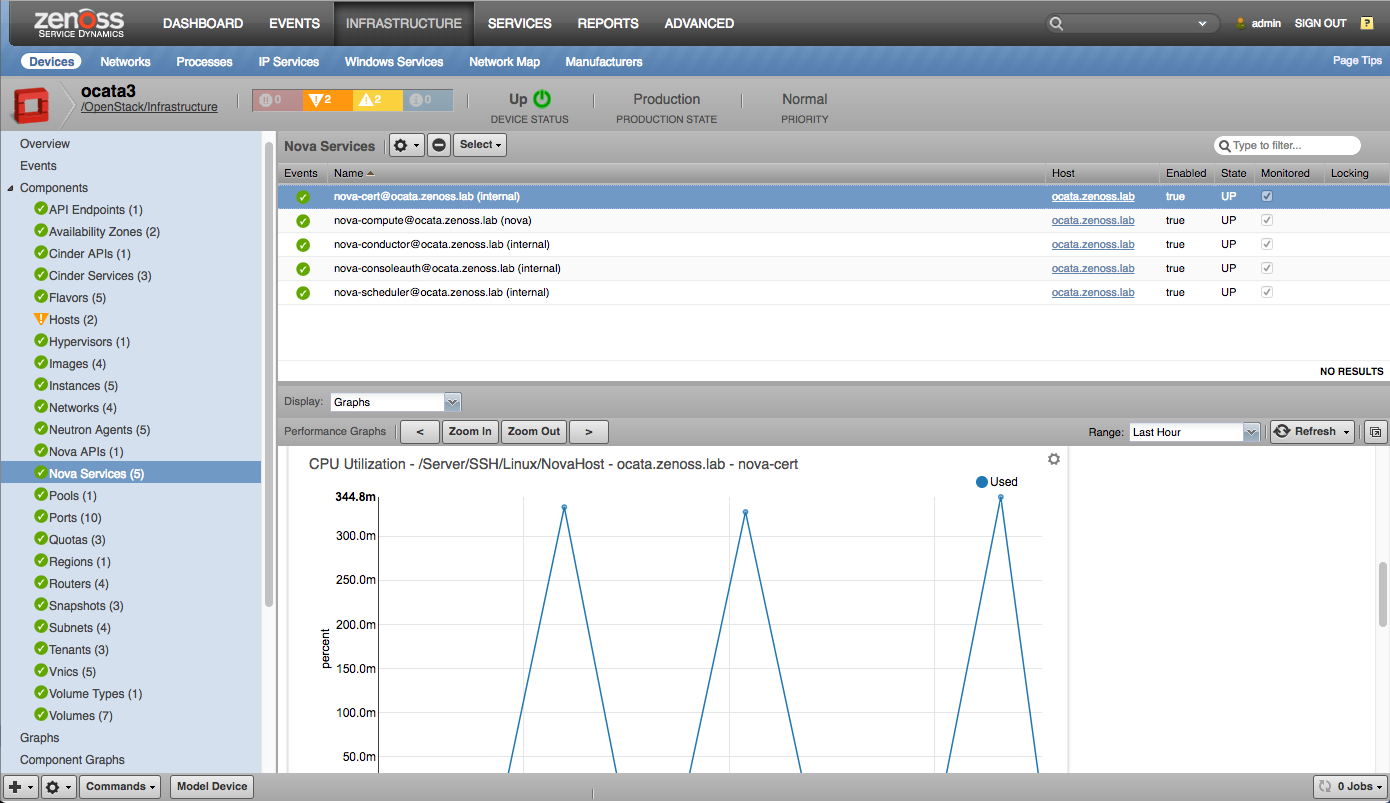 zenoss
SERVICE DYNAMICS
DASHBOARD EVENTS INFRASTRUCTURE SERVICES REPORTS ADVANCED
admin SIGN OUT ?
Devices Networks Processes IP Services Windows Services Network Map Manufacturers Page Tips
ocata3
/OpenStack/Infrastructure
0 2 2 0
Up
DEVICE STATUS
Production
PRODUCTION STATE
Normal
PRIORITY
Overview
Events
Components
API Endpoints (1)
Availability Zones (2)
Cinder APIs (1)
Cinder Services (3)
Flavors (5)
Hosts (2)
Hypervisors (1)
Images (4)
Instances (5)
Networks (4)
Neutron Agents (5)
Nova APIs (1)
Nova Services (5)
Pools (1)
Ports (10)
Quotas (3)
Regions (1)
Routers (4)
Snapshots (3)
Subnets (4)
Tenants (3)
Vnics (5)
Volume Types (1)
Volumes (7)
Graphs
Component Graphs
Nova Services Select Type to filter...
Events Name Host Enabled State Monitored Locking
nova-cert@ocata.zenoss.lab (internal) ocata.zenoss.lab true UP
nova-compute@ocata.zenoss.lab (nova) ocata.zenoss.lab true UP
nova-conductor@ocata.zenoss.lab (internal) ocata.zenoss.lab true UP
nova-consoleauth@ocata.zenoss.lab (internal) ocata.zenoss.lab true UP
nova-scheduler@ocata.zenoss.lab (internal) ocata.zenoss.lab true UP
NO RESULTS
Display: Graphs
Performance Graphs < Zoom In Zoom Out > Range: Last Hour Refresh
CPU Utilization - /Server/SSH/Linux/NovaHost - ocata.zenoss.lab - nova-cert
Used
344.8m
300.0m
250.0m
200.0m
150.0m
100.0m
50.0m
percent
Commands Model Device 0 Jobs